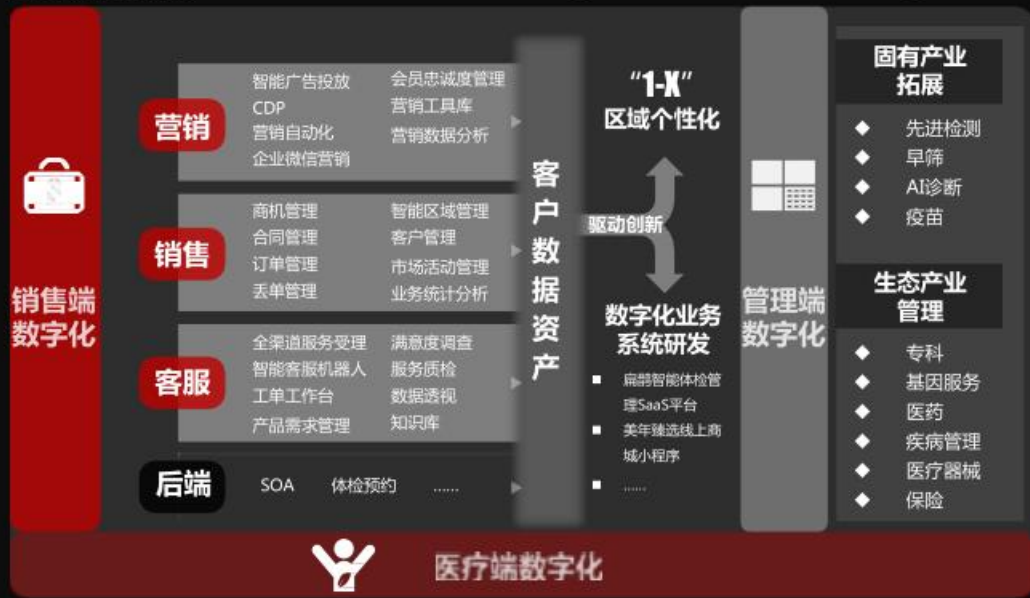 销售端
数字化
营销
智能广告投放
CDP
营销自动化
企业微信营销
会员忠诚度管理
营销工具库
营销数据分析
销售
商机管理
合同管理
订单管理
丢单管理
智能区域管理
客户管理
市场活动管理
业务统计分析
客服
全渠道服务受理
智能客服机器人
工单工作台
产品需求管理
满意度调查
服务质检
数据透视
知识库
后端
SOA
体检预约
……
客户数据资产
驱动创新
“1-X”
区域个性化
数字化业务
系统研发
扁鹊智能体检管
理SaaS平台
美年臻选线上商
城小程序
……
管理端
数字化
固有产业
拓展
先进检测
早筛
AI诊断
疫苗
生态产业
管理
专科
基因服务
医药
疾病管理
医疗器械
保险
医疗端数字化